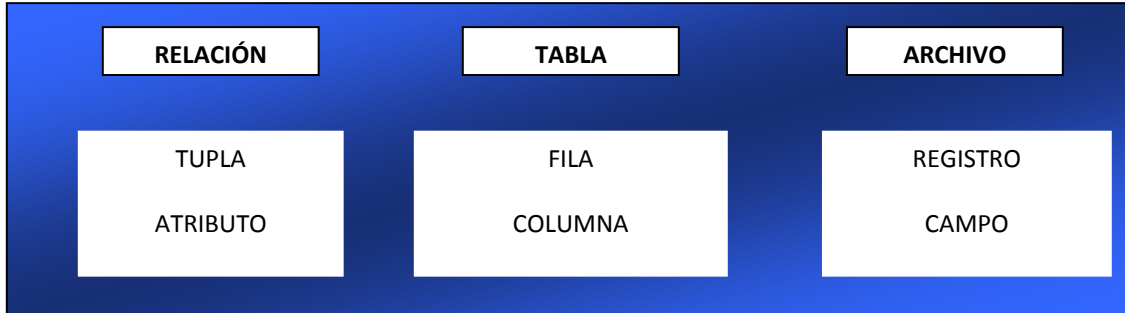 RELACIÓN
TABLA
ARCHIVO
TUPLA
ATRIBUTO
FILA
COLUMNA
REGISTRO
CAMPO